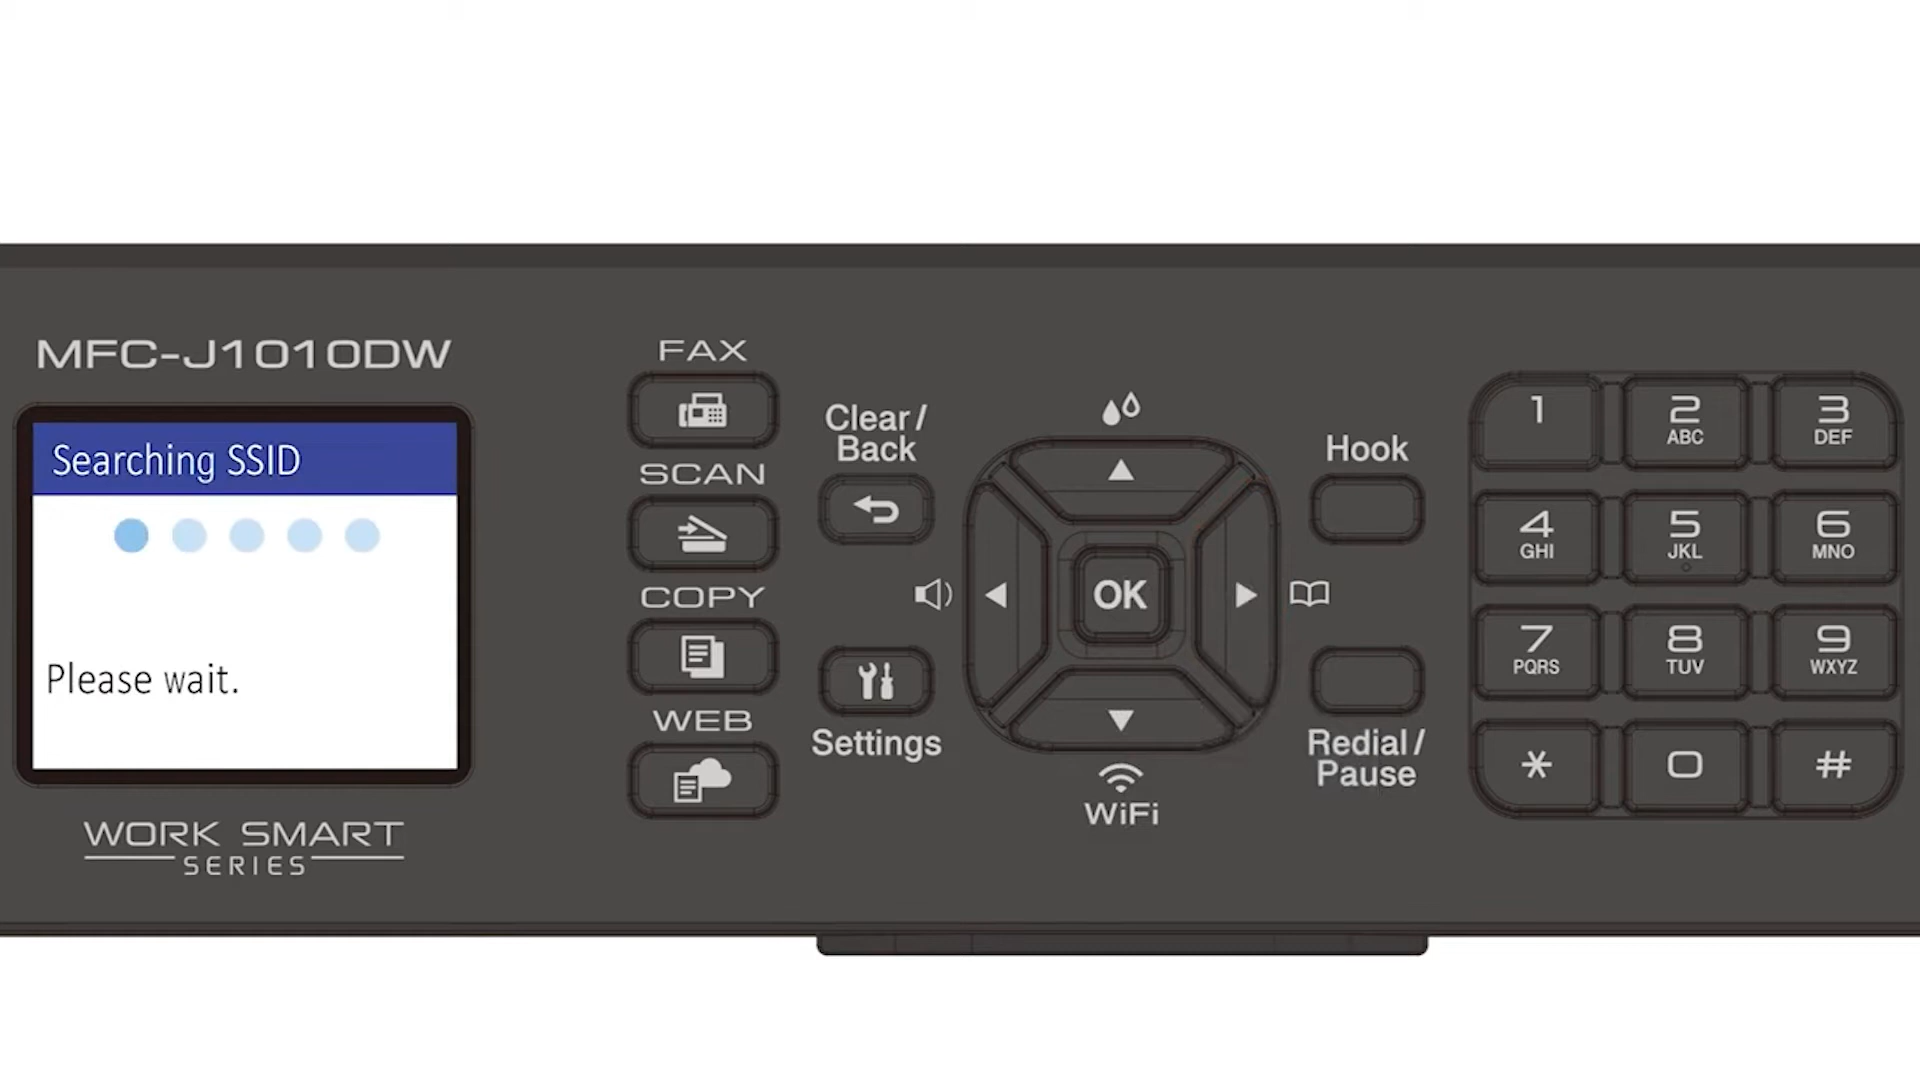 MFC-J1010DW
Searching SSID
Please wait.
WORK SMART
SERIES
FAX
SCAN
COPY
WEB
Clear /
Back
Settings
OK
WiFi
Hook
Redial /
Pause
1
2
ABC
3
DEF
4
GHI
5
JKL
6
MNO
7
PQRS
8
TUV
9
WXYZ
*
0
#